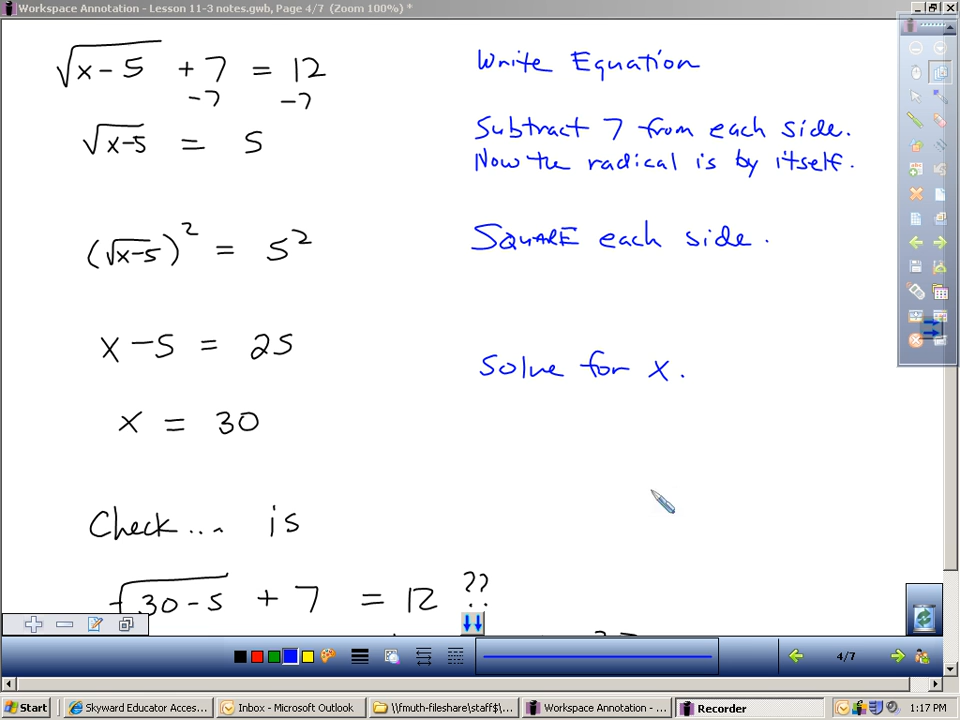 Workspace Annotation - Lesson 11-3 notes.gwb, Page 4/7 (Zoom 100%) *
√x-5 + 7 = 12
-7 -7
Write Equation
√x-5 = 5
Subtract 7 from each side.
Now the radical is by itself.
(√x-5)² = 5²
SQUARE each side.
x-5 = 25
Solve for x.
x = 30
Check... is
√30-5 + 7 = 12 ??
4/7
Start
Skyward Educator Acces...
Inbox - Microsoft Outlook
\\fmuth-fileshare\staff$\...
Workspace Annotation - L...
Recorder
1:17 PM